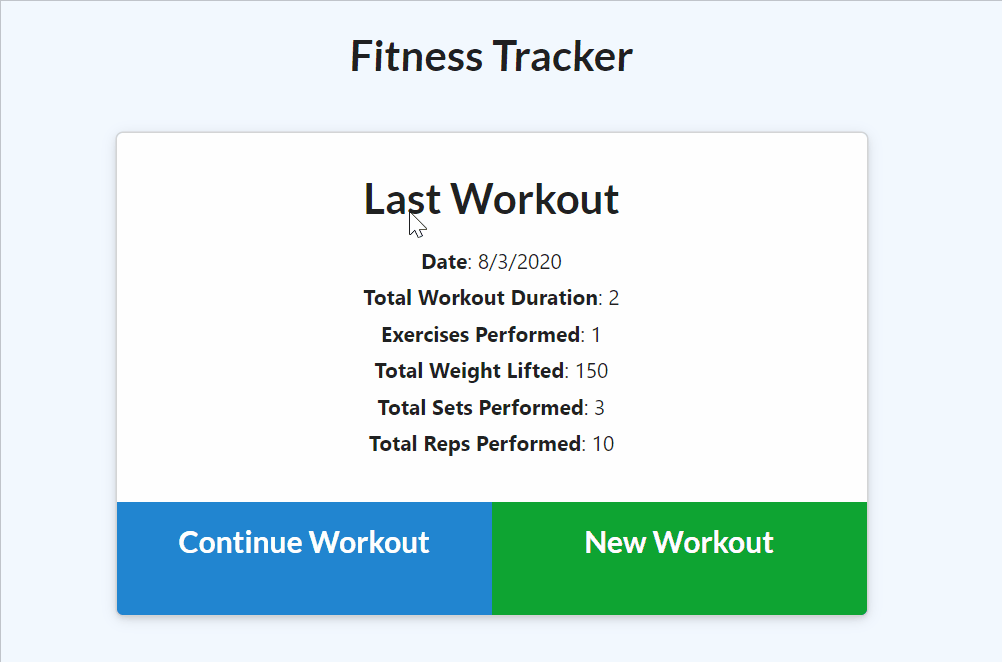 Fitness Tracker
Last Workout
Date: 8/3/2020
Total Workout Duration: 2
Exercises Performed: 1
Total Weight Lifted: 150
Total Sets Performed: 3
Total Reps Performed: 10
Continue Workout
New Workout